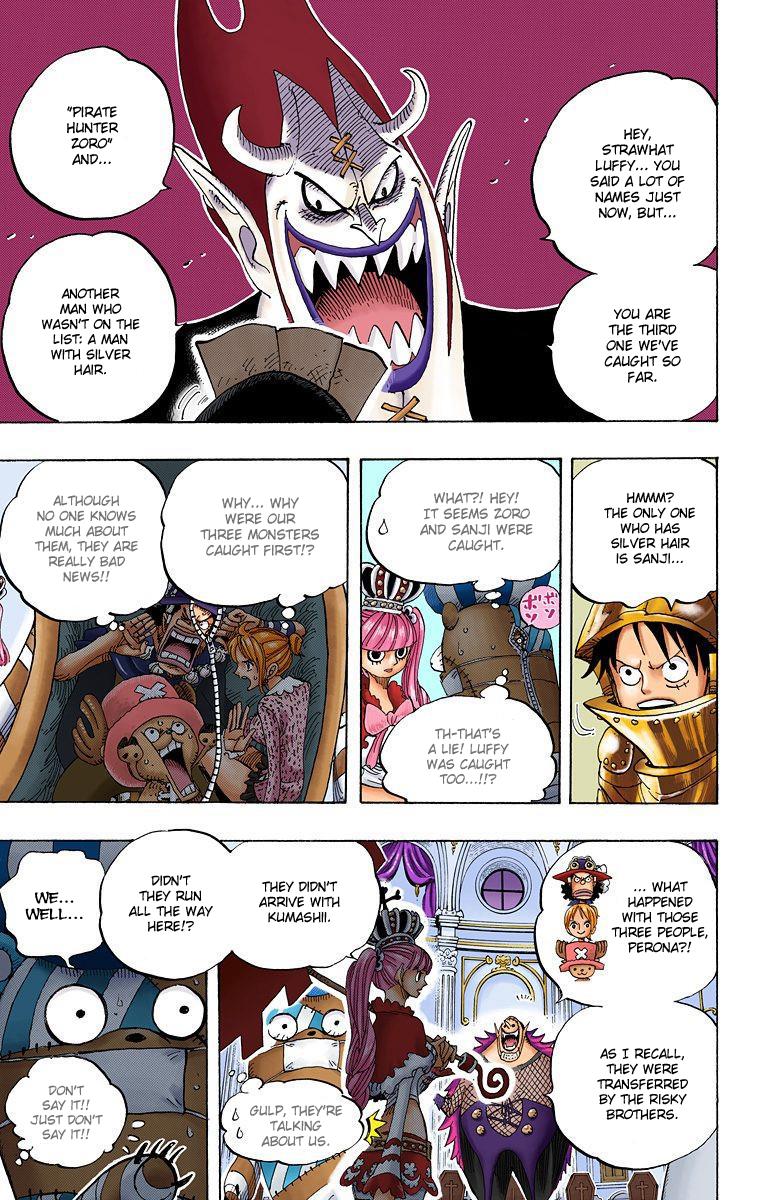 HEY,
STRAWHAT
LUFFY... YOU
SAID A LOT OF
NAMES JUST
NOW, BUT...
YOU ARE
THE THIRD
ONE WE'VE
CAUGHT SO
FAR.
"PIRATE
HUNTER
ZORO"
AND...
ANOTHER
MAN WHO
WASN'T ON THE
LIST: A MAN
WITH SILVER
HAIR.
HMMM?
THE ONLY ONE
WHO HAS
SILVER HAIR
IS SANJI...
WHAT?! HEY!
IT SEEMS ZORO
AND SANJI WERE
CAUGHT.
ボソ
ボソ
TH-THAT'S
A LIE! LUFFY
WAS CAUGHT
TOO...!!?
WHY... WHY
WERE OUR
THREE MONSTERS
CAUGHT FIRST!?
ALTHOUGH
NO ONE KNOWS
MUCH ABOUT
THEM, THEY ARE
REALLY BAD
NEWS!!
... WHAT
HAPPENED
WITH THOSE
THREE PEOPLE,
PERONA?!
AS I RECALL,
THEY WERE
TRANSFERRED
BY THE RISKY
BROTHERS.
THEY DIDN'T
ARRIVE WITH
KUMASHII.
DIDN'T
THEY RUN
ALL THE WAY
HERE!?
GULP, THEY'RE
TALKING
ABOUT US.
WE...
WELL...
DON'T
SAY IT!!
JUST DON'T
SAY IT!!